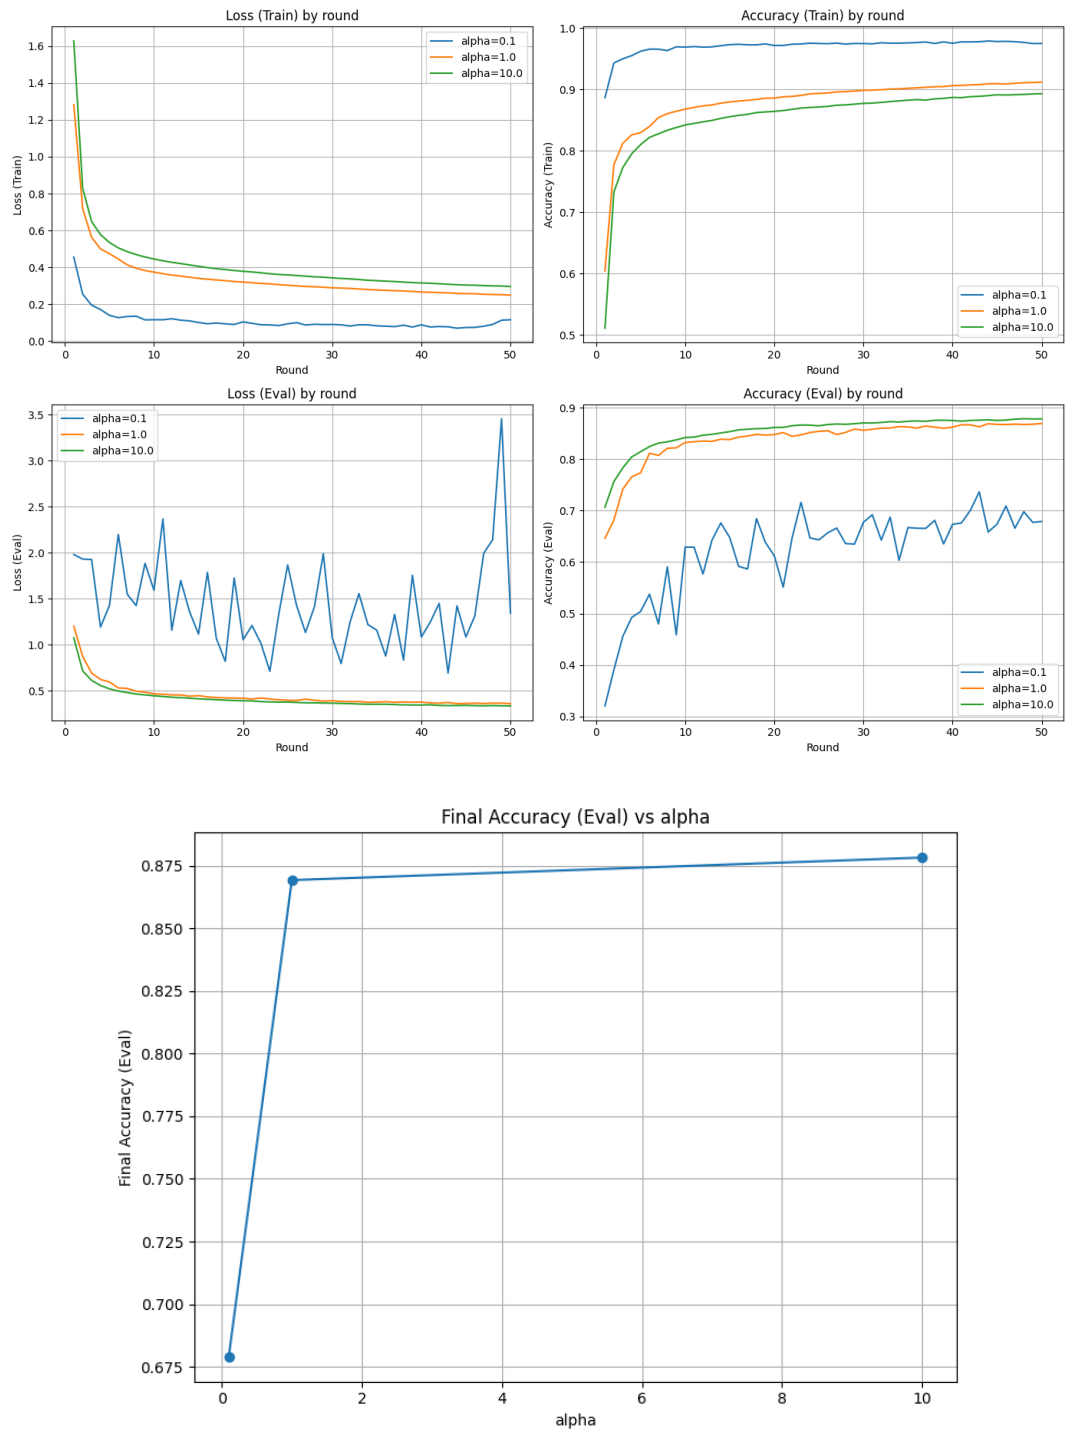 Loss (Train) by round
Loss (Train)
1.6
1.4
1.2
1.0
0.8
0.6
0.4
0.2
0.0
alpha=0.1
alpha=1.0
alpha=10.0
0 10 20 30 40 50
Round
Accuracy (Train) by round
Accuracy (Train)
1.0
0.9
0.8
0.7
0.6
0.5
alpha=0.1
alpha=1.0
alpha=10.0
0 10 20 30 40 50
Round
Loss (Eval) by round
Loss (Eval)
3.5
3.0
2.5
2.0
1.5
1.0
0.5
alpha=0.1
alpha=1.0
alpha=10.0
0 10 20 30 40 50
Round
Accuracy (Eval) by round
Accuracy (Eval)
0.9
0.8
0.7
0.6
0.5
0.4
0.3
alpha=0.1
alpha=1.0
alpha=10.0
0 10 20 30 40 50
Round
Final Accuracy (Eval) vs alpha
Final Accuracy (Eval)
0.875
0.850
0.825
0.800
0.775
0.750
0.725
0.700
0.675
0 2 4 6 8 10
alpha